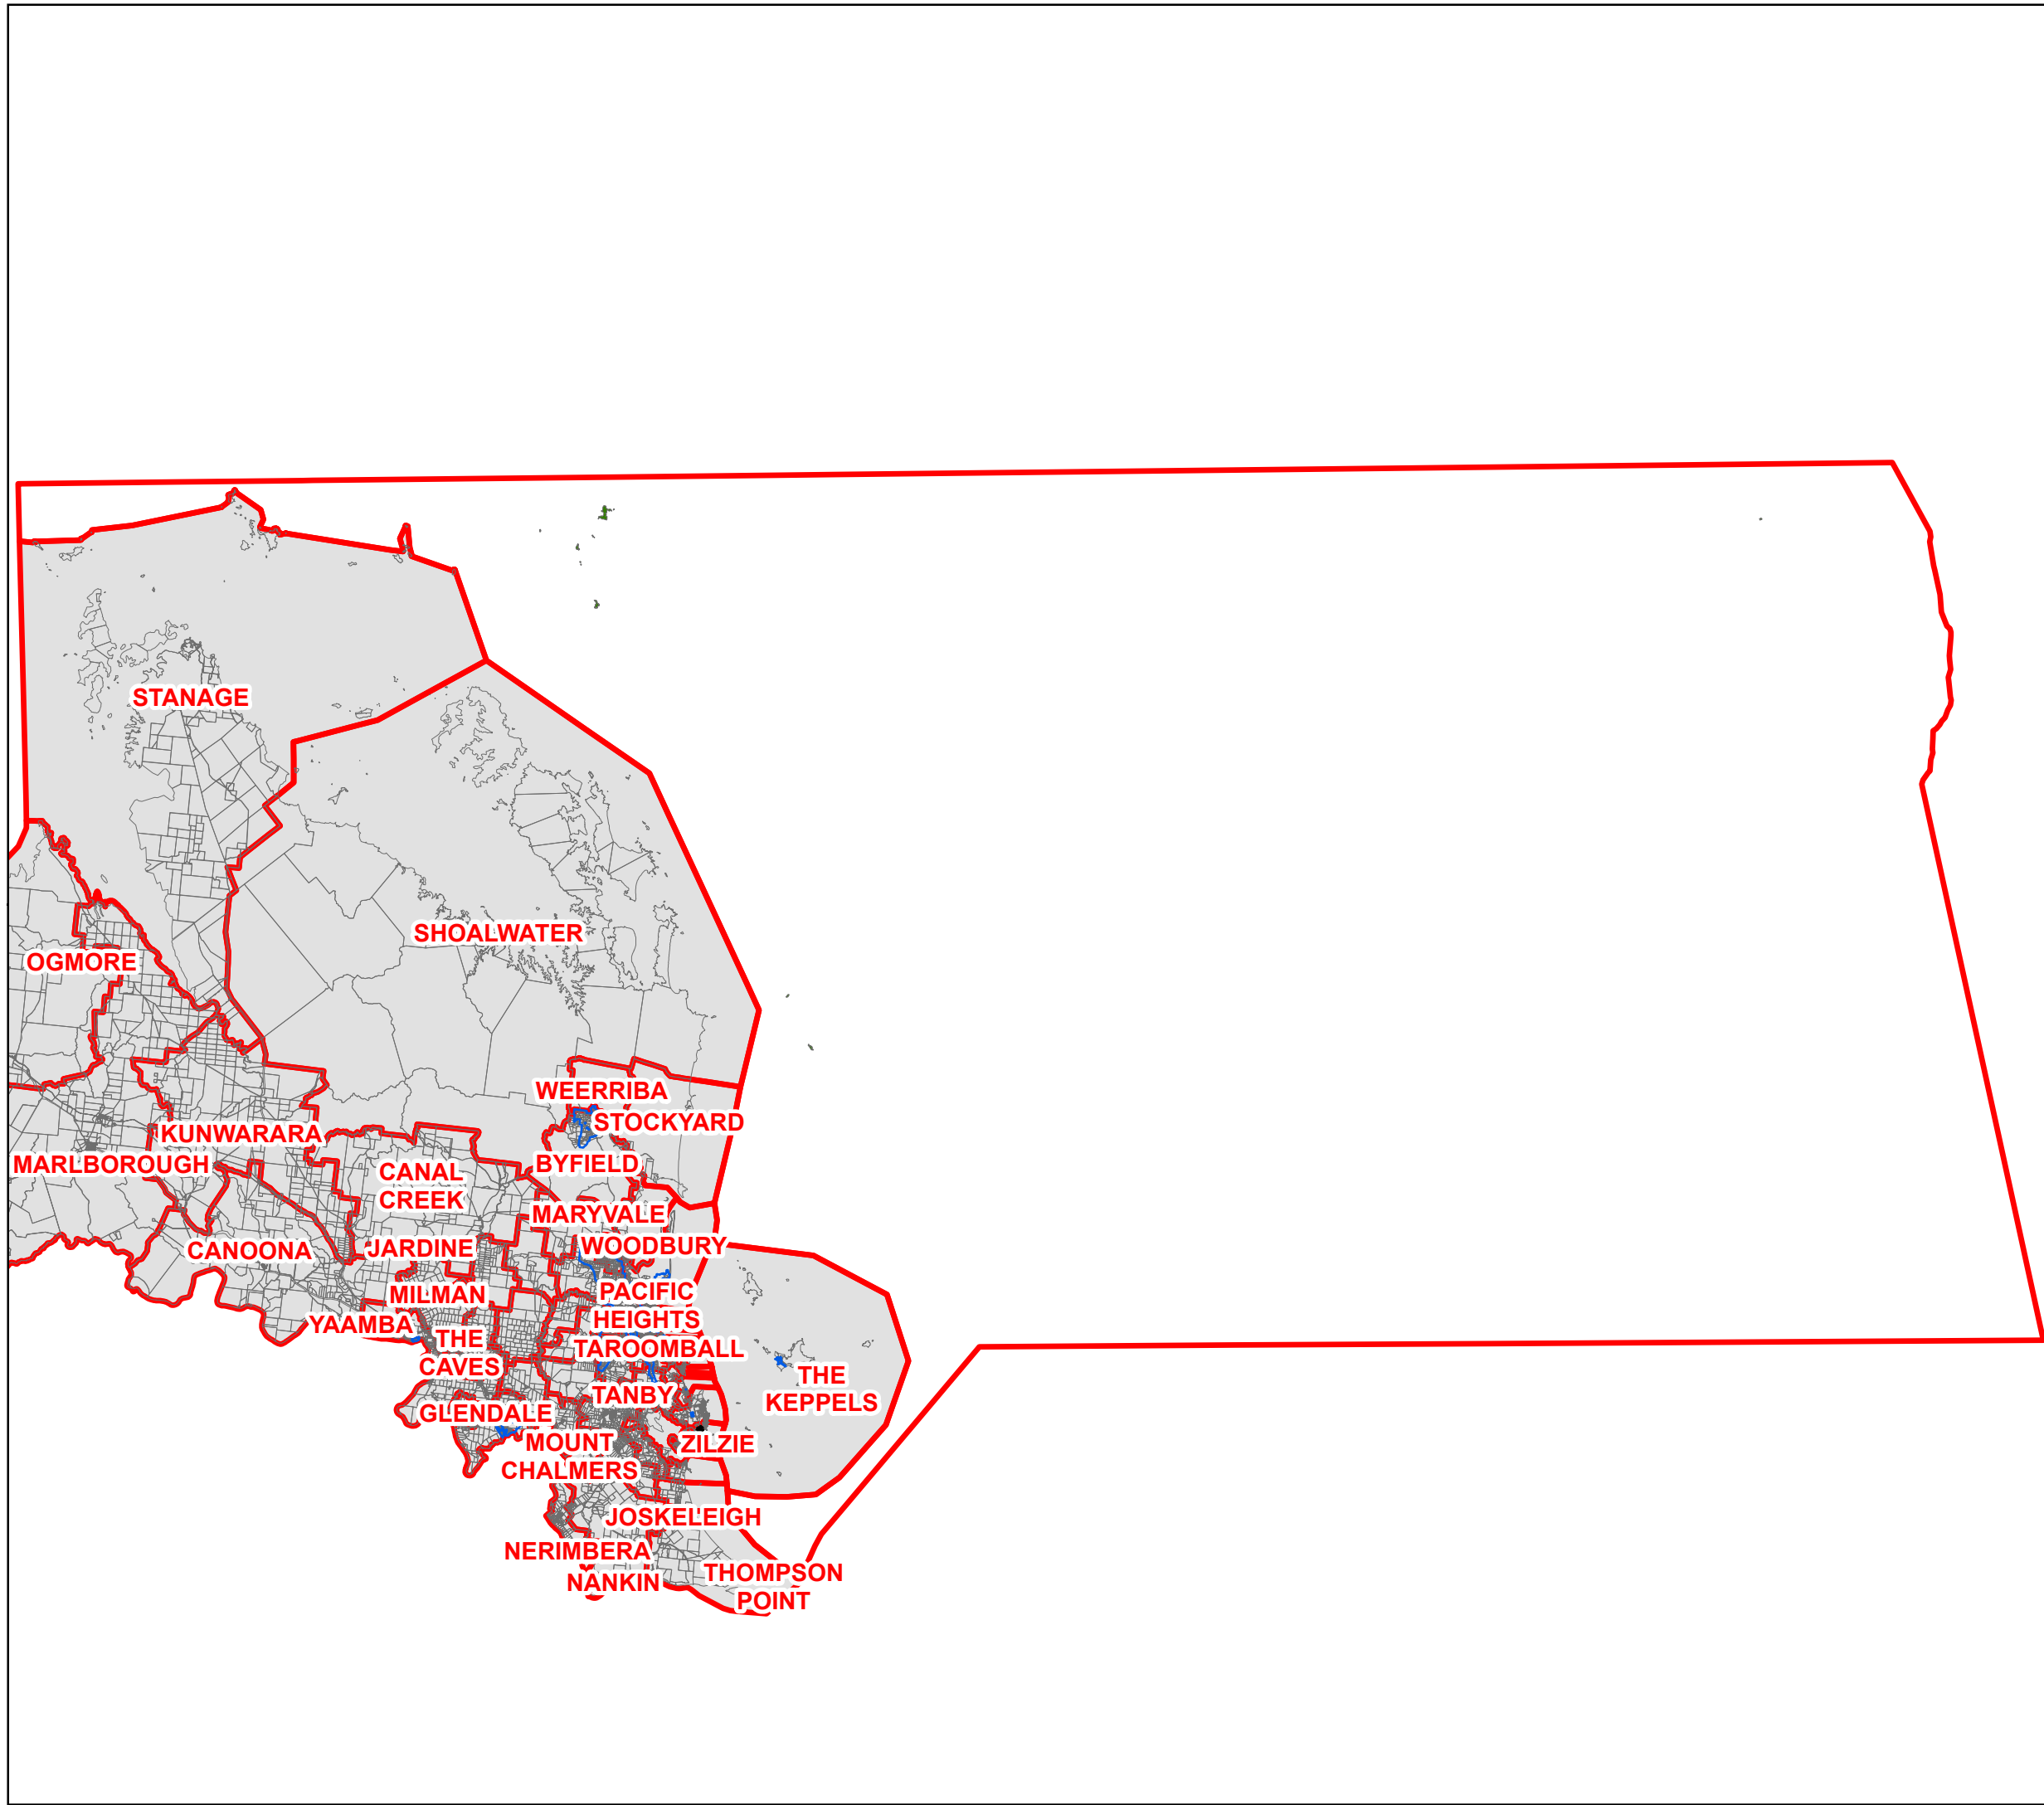 STANAGE
SHOALWATER
OGMORE
WEERRIBA
STOCKYARD
KUNWARARA
MARLBOROUGH
BYFIELD
CANAL
CREEK
MARYVALE
WOODBURY
CANOONA
JARDINE
MILMAN
PACIFIC
HEIGHTS
YAAMBA
THE
CAVES
TAROOMBALL
THE
KEPPELS
TANBY
GLENDALE
MOUNT
CHALMERS
ZILZIE
JOSKELEIGH
NERIMBERA
NANKIN
THOMPSON
POINT